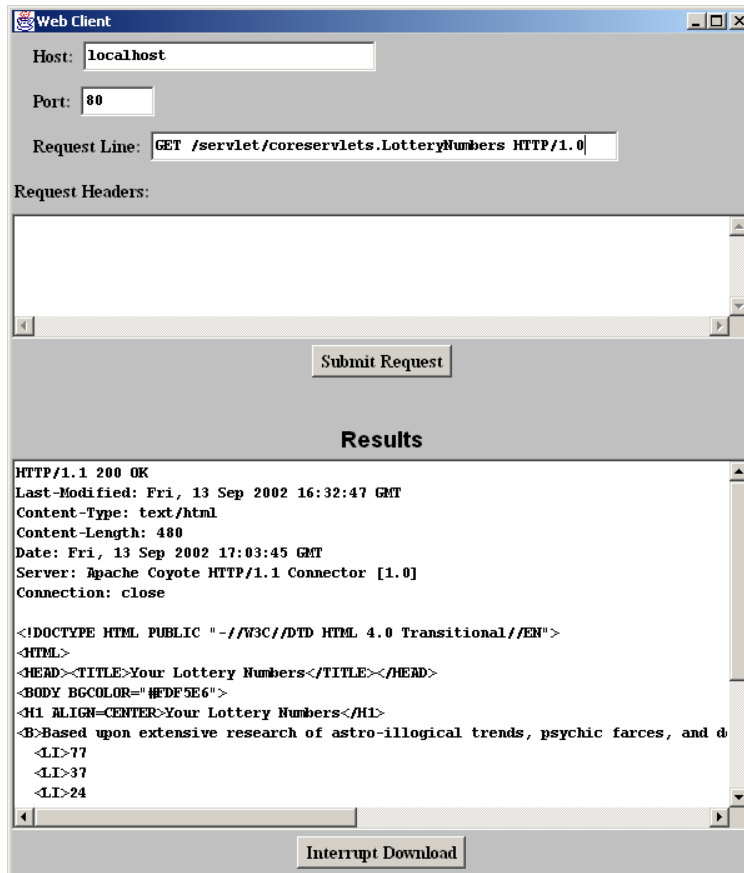 Web Client
Host: localhost
Port: 80
Request Line: GET /servlet/coreservlets.LotteryNumbers HTTP/1.0
Request Headers:
Submit Request
Results
HTTP/1.1 200 OK
Last-Modified: Fri, 13 Sep 2002 16:32:47 GMT
Content-Type: text/html
Content-Length: 480
Date: Fri, 13 Sep 2002 17:03:45 GMT
Server: Apache Coyote HTTP/1.1 Connector [1.0]
Connection: close
<!DOCTYPE HTML PUBLIC "-//W3C//DTD HTML 4.0 Transitional//EN">
<HTML>
<HEAD><TITLE>Your Lottery Numbers</TITLE></HEAD>
<BODY BGCOLOR="#FDF5E6">
<H1 ALIGN=CENTER>Your Lottery Numbers</H1>
<B>Based upon extensive research of astro-illogical trends, psychic farces, and d
<LI>77
<LI>37
<LI>24
Interrupt Download